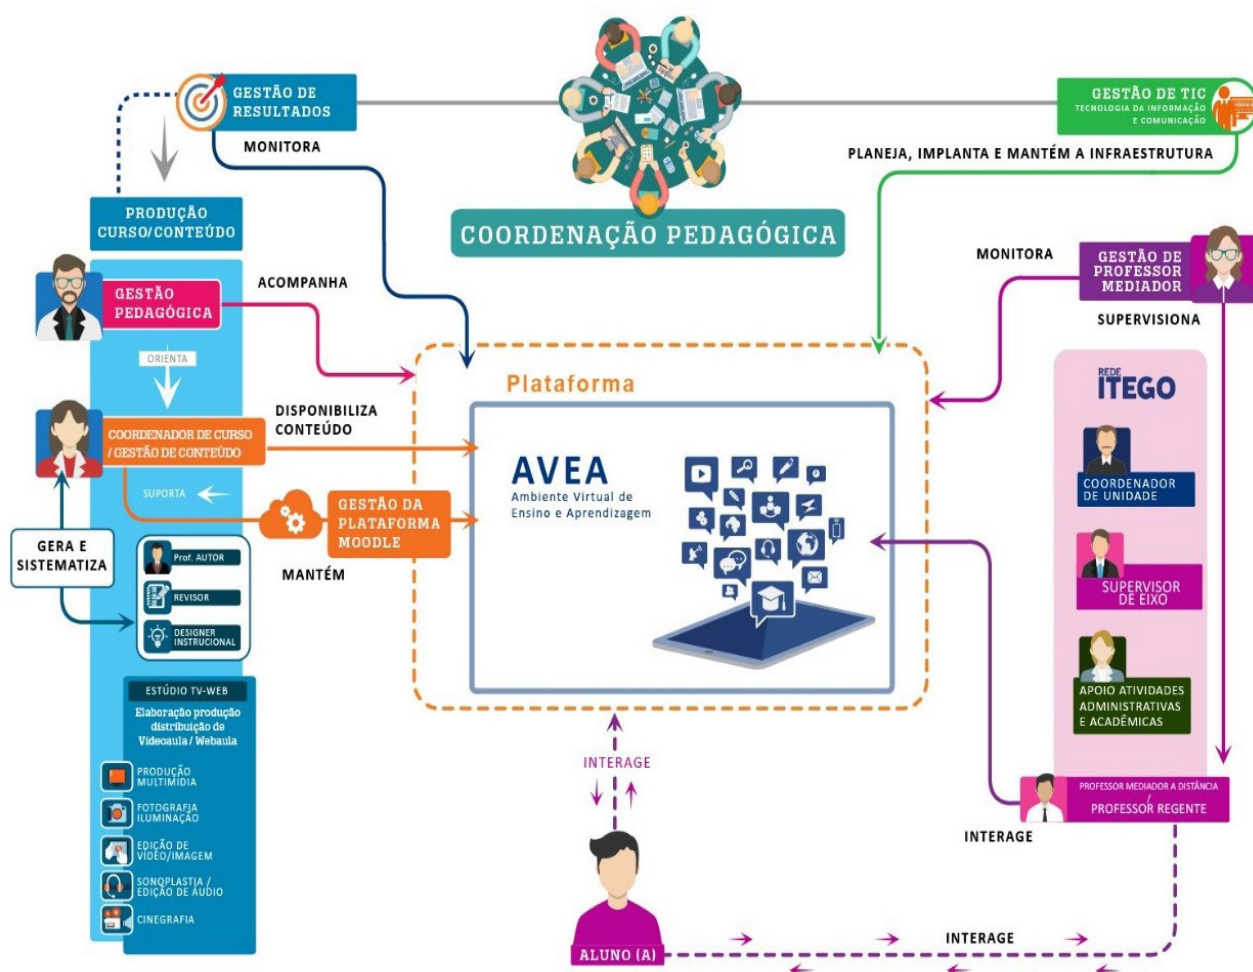 GESTÃO DE
RESULTADOS
GESTÃO DE TIC
TECNOLOGIA DA INFORMAÇÃO
E COMUNICAÇÃO
MONITORA
PLANEJA, IMPLANTA E MANTÉM A INFRAESTRUTURA
PRODUÇÃO
CURSO/CONTEÚDO
COORDENAÇÃO PEDAGÓGICA
MONITORA
GESTÃO DE
PROFESSOR
MEDIADOR
SUPERVISIONA
GESTÃO
PEDAGÓGICA
ACOMPANHA
ORIENTA
COORDENADOR DE CURSO
/ GESTÃO DE CONTEÚDO
DISPONIBILIZA
CONTEÚDO
SUPORTA
GESTÃO DA
PLATAFORMA
MOODLE
MANTÉM
GERA E
SISTEMATIZA
Prof. AUTOR
REVISOR
DESIGNER
INSTRUCIONAL
ESTÚDIO TV-WEB
Elaboração produção
distribuição de
Vídeoaula / Webaula
PRODUÇÃO
MULTIMÍDIA
FOTOGRAFIA
ILUMINAÇÃO
EDIÇÃO DE
VÍDEO/IMAGEM
SONOPLASTIA /
EDIÇÃO DE ÁUDIO
CINEGRAFIA
Plataforma
AVEA
Ambiente Virtual de
Ensino e Aprendizagem
REDE
ITEGO
COORDENADOR
DE UNIDADE
SUPERVISOR
DE EIXO
APOIO ATIVIDADES
ADMINISTRATIVAS
E ACADÊMICAS
PROFESSOR MEDIADOR A DISTÂNCIA
/
PROFESSOR REGENTE
INTERAGE
INTERAGE
INTERAGE
ALUNO (A)